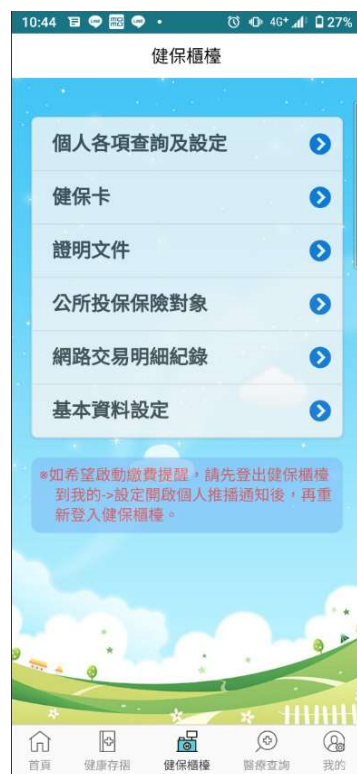 10:44 4G+ 27%
健保櫃檯
個人各項查詢及設定
健保卡
證明文件
公所投保保險對象
網路交易明細紀錄
基本資料設定
※如希望啟動繳費提醒，請先登出健保櫃檯
到我的->設定開啟個人推播通知後，再重
新登入健保櫃檯。
首頁 健康存摺 健保櫃檯 醫療查詢 我的